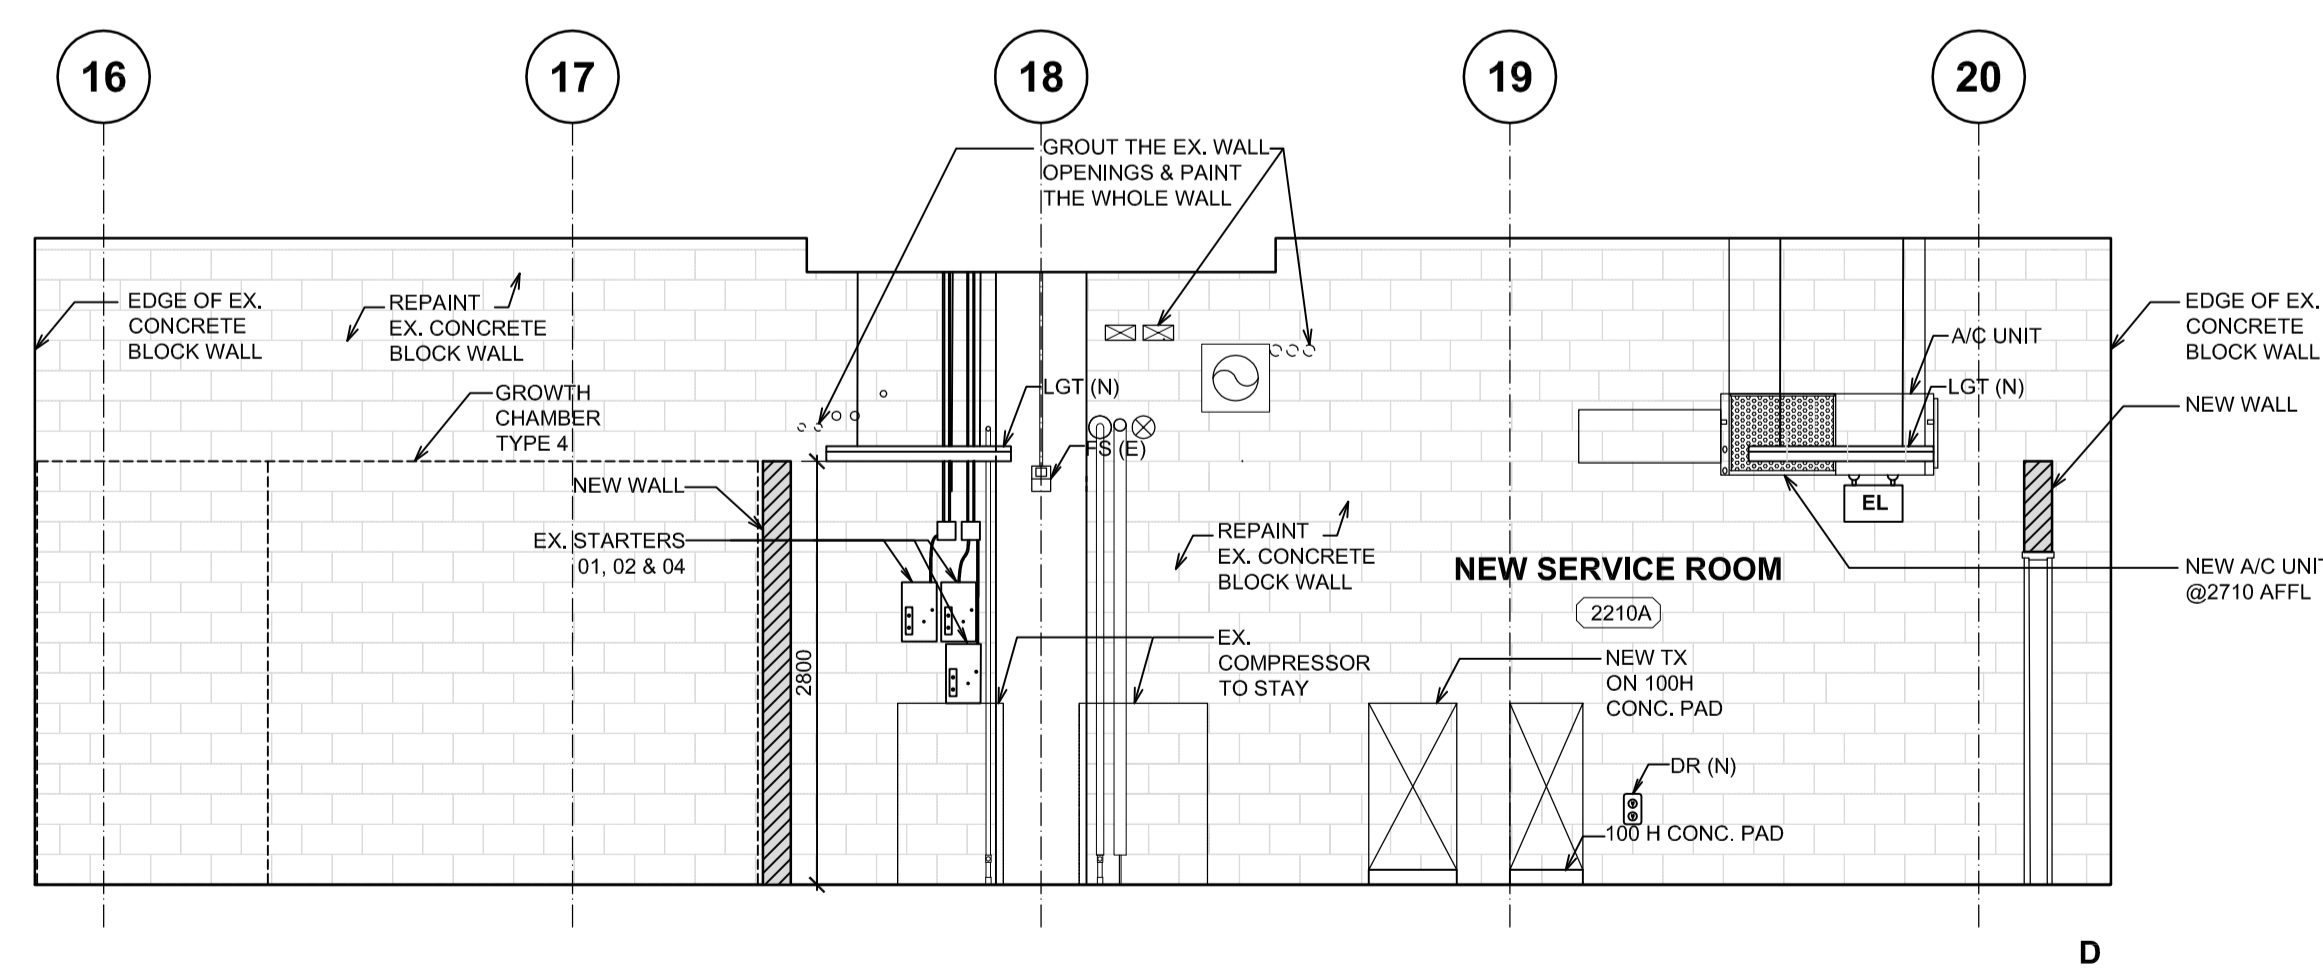 16
17
18
19
20
GROUT THE EX. WALL
OPENINGS & PAINT
THE WHOLE WALL
EDGE OF EX.
CONCRETE
BLOCK WALL
REPAINT
EX. CONCRETE
BLOCK WALL
GROWTH
CHAMBER
TYPE 4
NEW WALL
EX. STARTERS
01, 02 & 04
2800
LGT (N)
FS (E)
REPAINT
EX. CONCRETE
BLOCK WALL
EX.
COMPRESSOR
TO STAY
NEW SERVICE ROOM
2210A
NEW TX
ON 100H
CONC. PAD
DR (N)
100 H CONC. PAD
A/C UNIT
LGT (N)
EL
EDGE OF EX.
CONCRETE
BLOCK WALL
NEW WALL
NEW A/C UNIT
@2710 AFFL
D